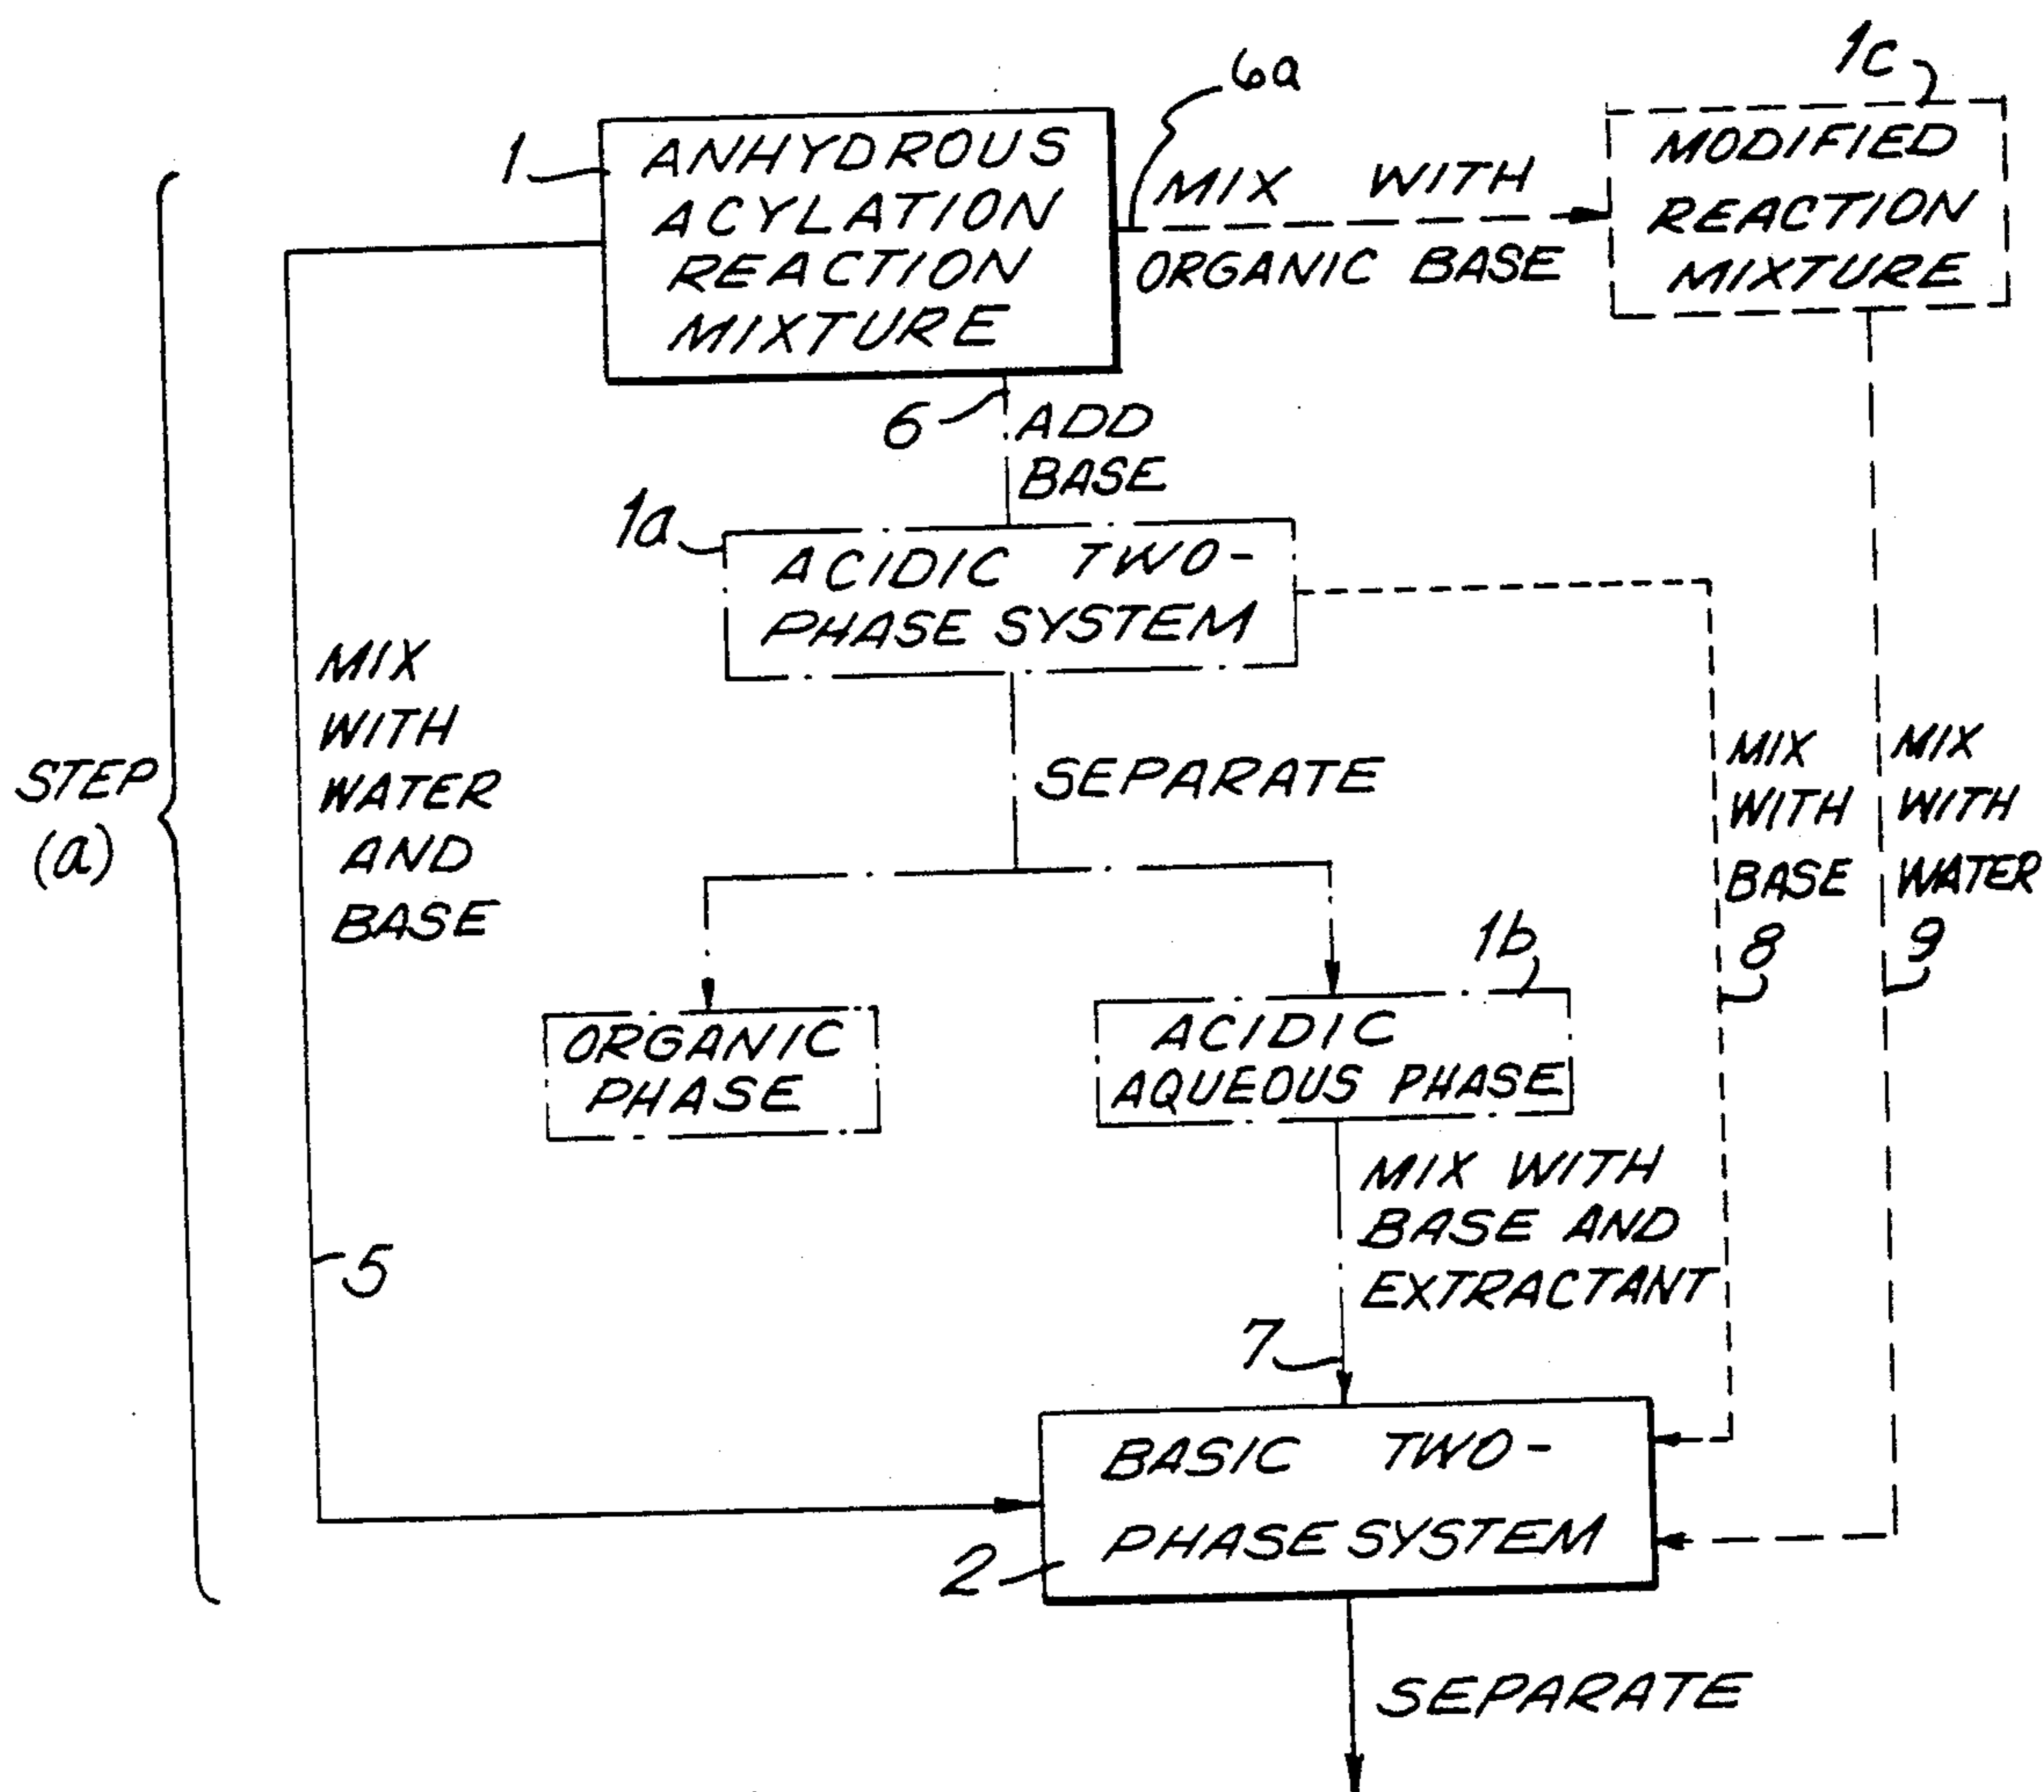 6a
1c
1
ANHYDROUS
ACYLATION
REACTION
MIXTURE
MIX WITH
ORGANIC BASE
MODIFIED
REACTION
MIXTURE
6
ADD
BASE
1a
ACIDIC TWO-
PHASE SYSTEM
STEP
(a)
MIX
WITH
WATER
AND
BASE
SEPARATE
MIX
WITH
BASE
8
MIX
WITH
WATER
9
1b
ORGANIC
PHASE
ACIDIC
AQUEOUS PHASE
MIX WITH
BASE AND
EXTRACTANT
5
7
BASIC TWO-
PHASE SYSTEM
2
SEPARATE